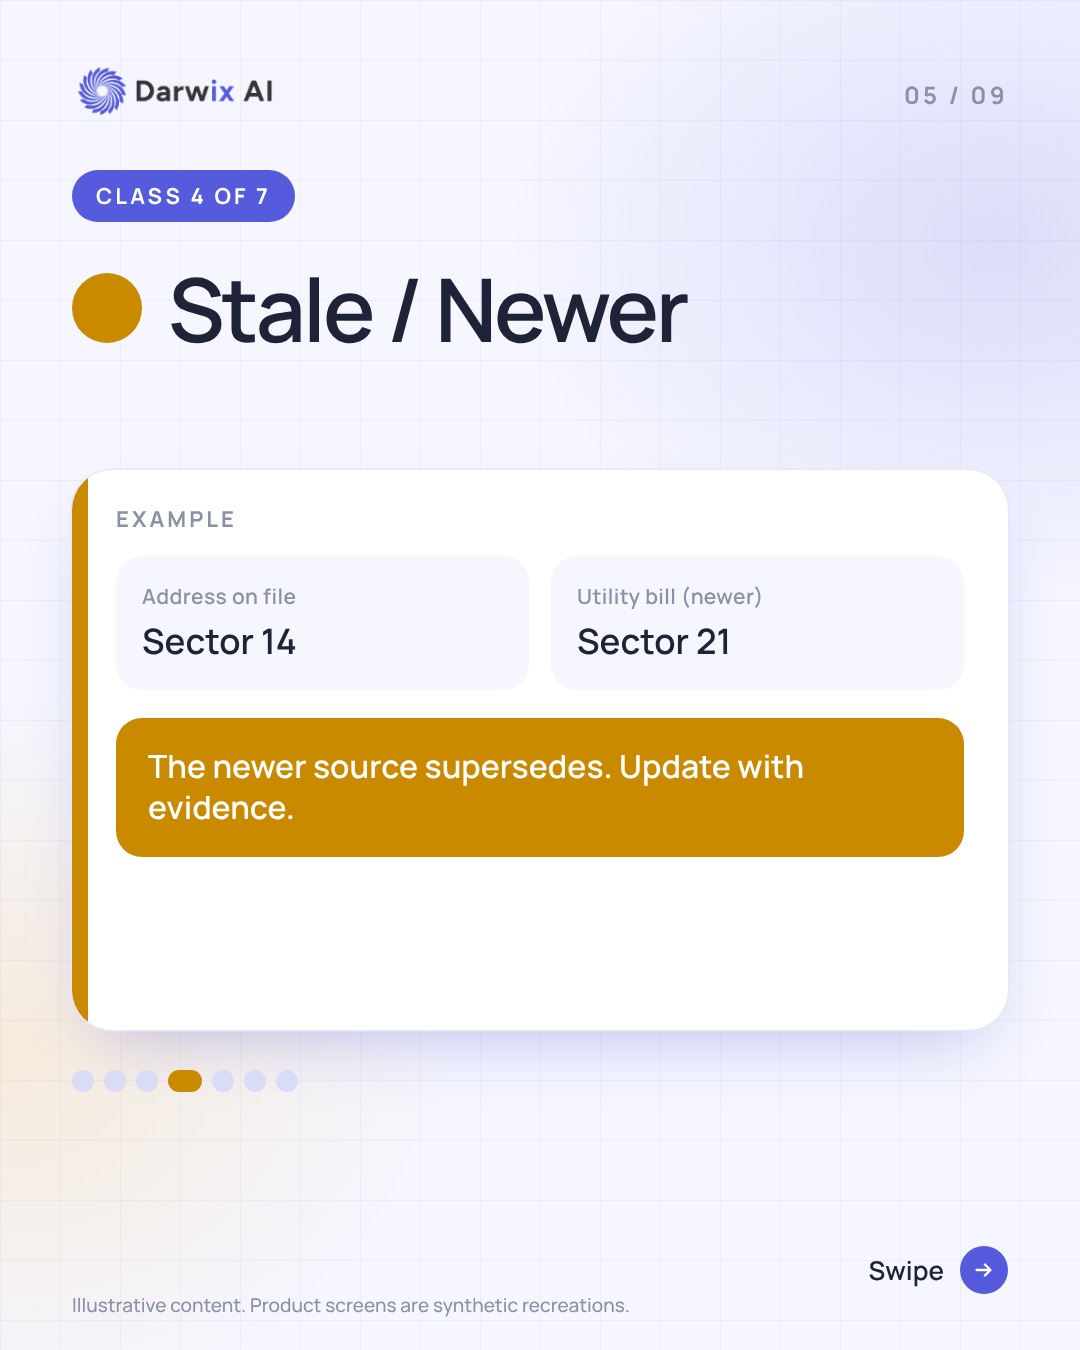 Darwix AI
05 / 09
CLASS 4 OF 7
Stale / Newer
EXAMPLE
Address on file
Sector 14
Utility bill (newer)
Sector 21
The newer source supersedes. Update with
evidence.
Swipe
Illustrative content. Product screens are synthetic recreations.